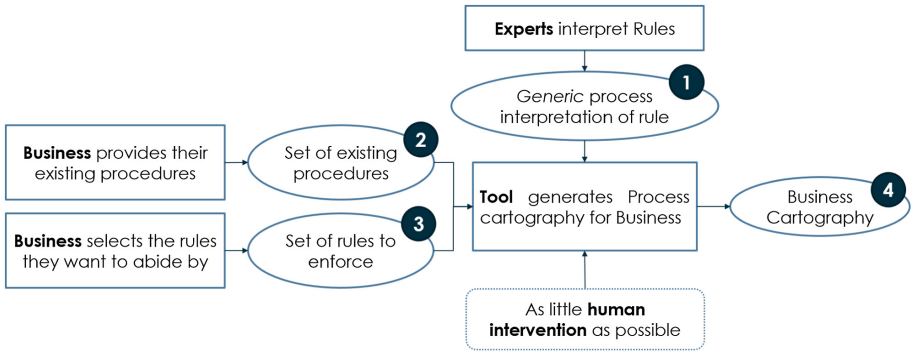 Experts interpret Rules
1
Generic process
interpretation of rule
Business provides their
existing procedures
2
Set of existing
procedures
Business selects the rules
they want to abide by
3
Set of rules to
enforce
Tool generates Process
cartography for Business
4
Business
Cartography
As little human
intervention as possible